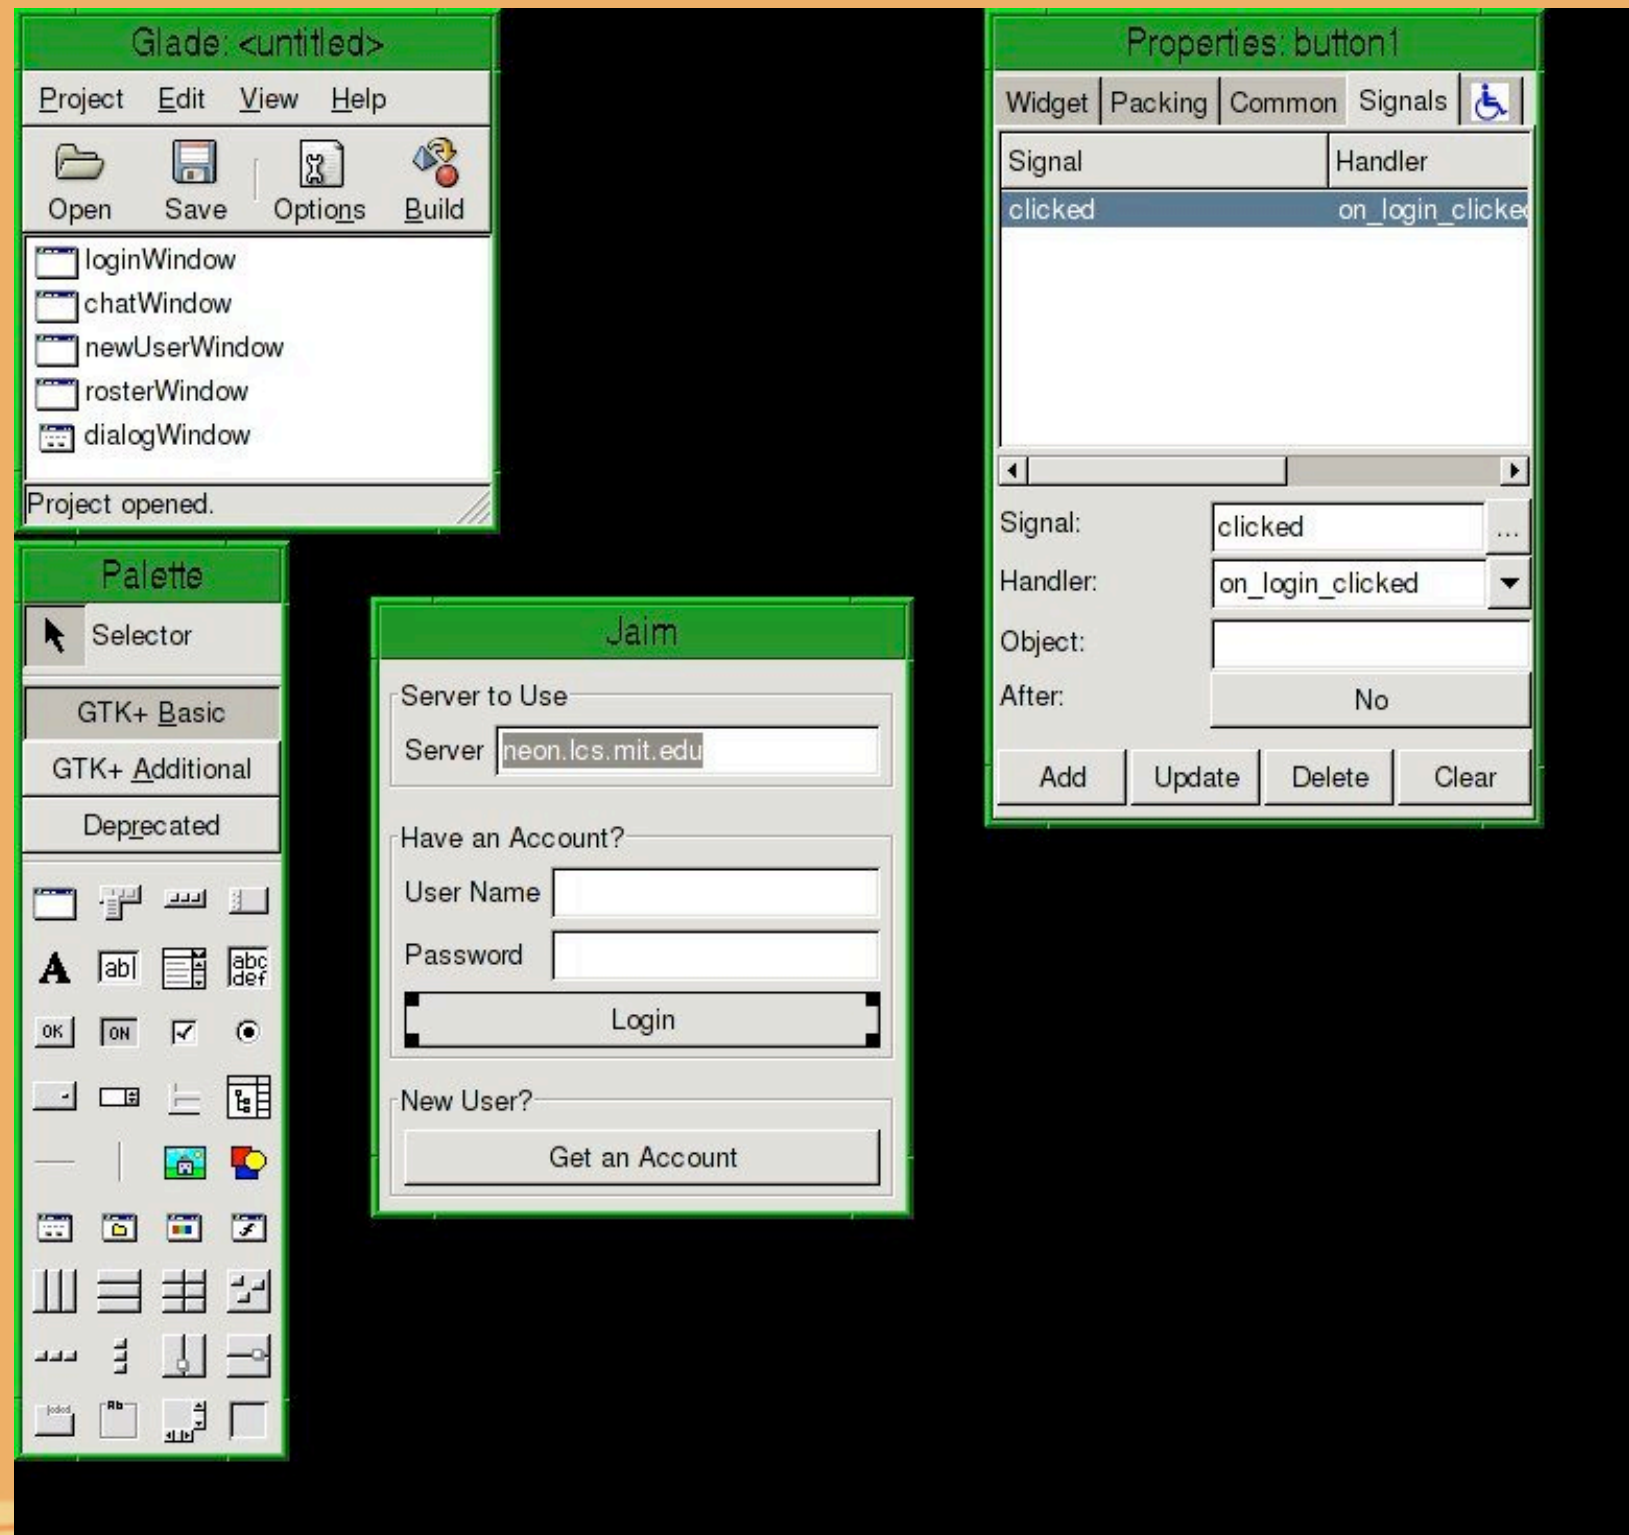 Glade: <untitled>
Project Edit View Help
Open Save Options Build
loginWindow
chatWindow
newUserWindow
rosterWindow
dialogWindow
Project opened.
Palette
Selector
GTK+ Basic
GTK+ Additional
Deprecated
A ab| abc
def
OK ON
Ab
Jaim
Server to Use
Server neon.lcs.mit.edu
Have an Account?
User Name
Password
Login
New User?
Get an Account
Properties: button1
Widget Packing Common Signals
Signal Handler
clicked on_login_clicked
Signal: clicked ...
Handler: on_login_clicked
Object:
After: No
Add Update Delete Clear